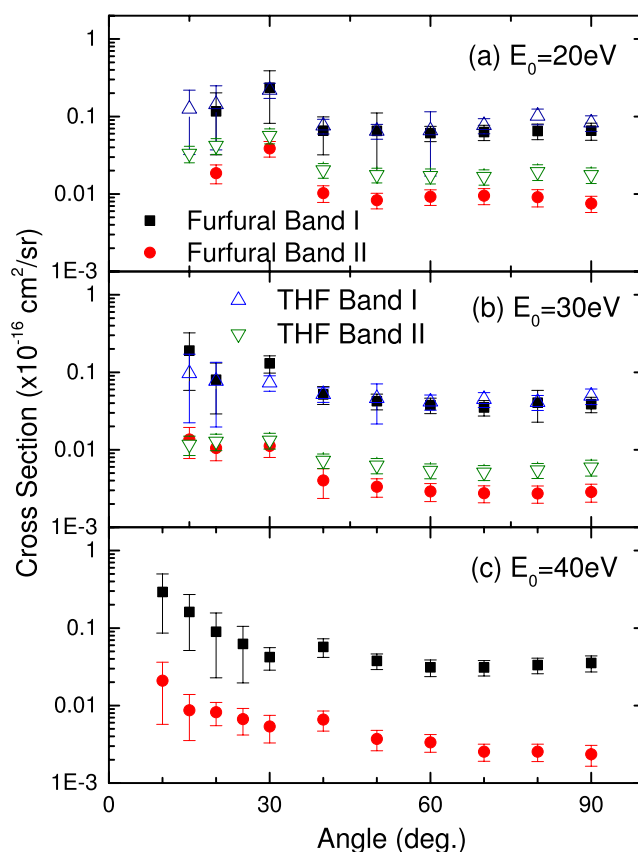 1
(a) E₀=20eV
0.1
0.01
Furfural Band I
Furfural Band II
1E-3
1
THF Band I
(b) E₀=30eV
THF Band II
0.1
0.01
1E-3
Cross Section (x10⁻¹⁶ cm²/sr)
1
(c) E₀=40eV
0.1
0.01
1E-3
0
30
60
90
Angle (deg.)